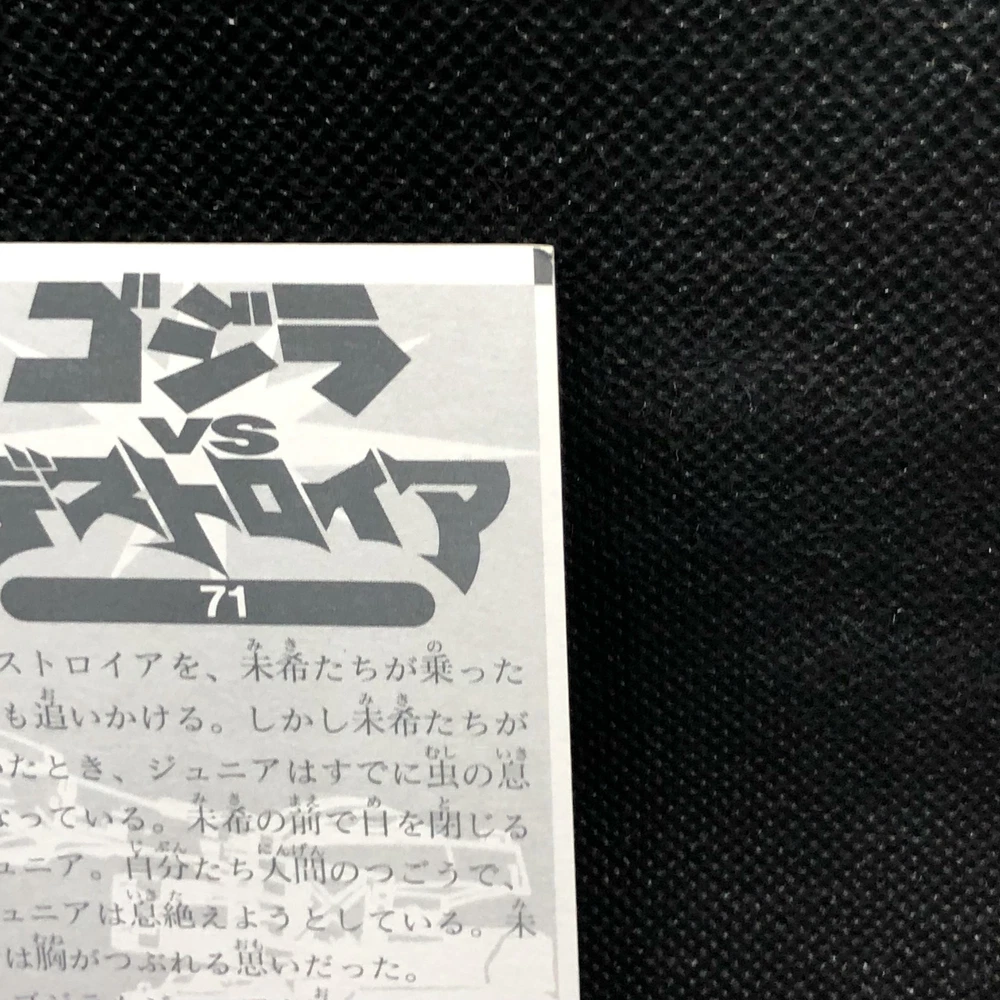 ゴジラ
VS
デストロイア
71
ストロイアを、未希たちが乗った
も追いかける。しかし未希たちが
たとき、ジュニアはすでに虫の息
なっている。未希の前で目を閉じる
ュニア。自分たち人間のつごうで、
ュニアは息絶えようとしている。未
は胸がつぶれる思いだった。